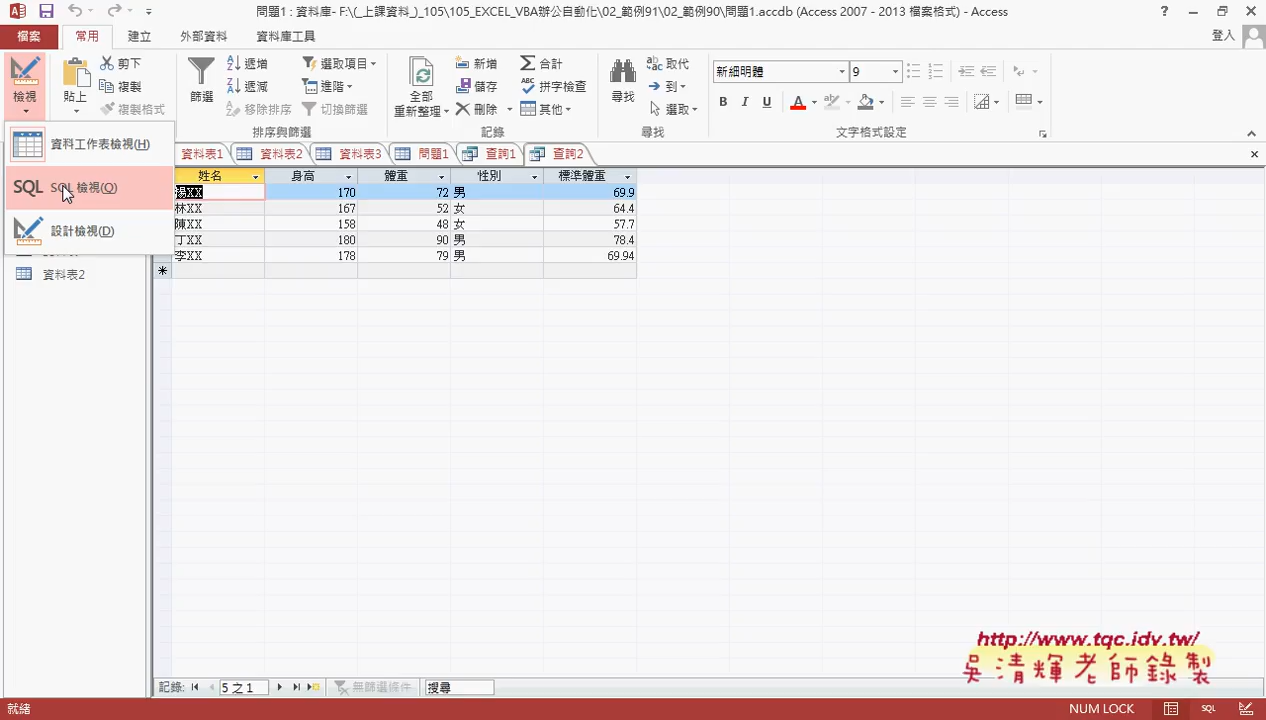 問題1 : 資料庫- F:\(_上課資料_)_105\105_EXCEL_VBA辦公自動化\02_範例91\02_範例90\問題1.accdb (Access 2007 - 2013 檔案格式) - Access
檔案 常用 建立 外部資料 資料庫工具 登入
檢視 貼上 剪下 複製 複製格式
篩選 遞增 遞減 移除排序 選取項目 進階 切換篩選 排序與篩選
全部重新整理 新增 儲存 刪除 合計 拼字檢查 其他 記錄
尋找 取代 到 選取 尋找
新細明體 9 B I U A 文字格式設定
資料工作表檢視(H)
SQL SQL 檢視(Q)
設計檢視(D)
資料表2
資料表1 資料表2 資料表3 問題1 查詢1 查詢2
姓名 身高 體重 性別 標準體重
楊XX 170 72 男 69.9
林XX 167 52 女 64.4
陳XX 158 48 女 57.7
丁XX 180 90 男 78.4
李XX 178 79 男 69.94
http://www.tqc.idv.tw/
吳清輝老師錄製
記錄: 5 之 1 無篩選條件 搜尋
就緒 NUM LOCK SQL